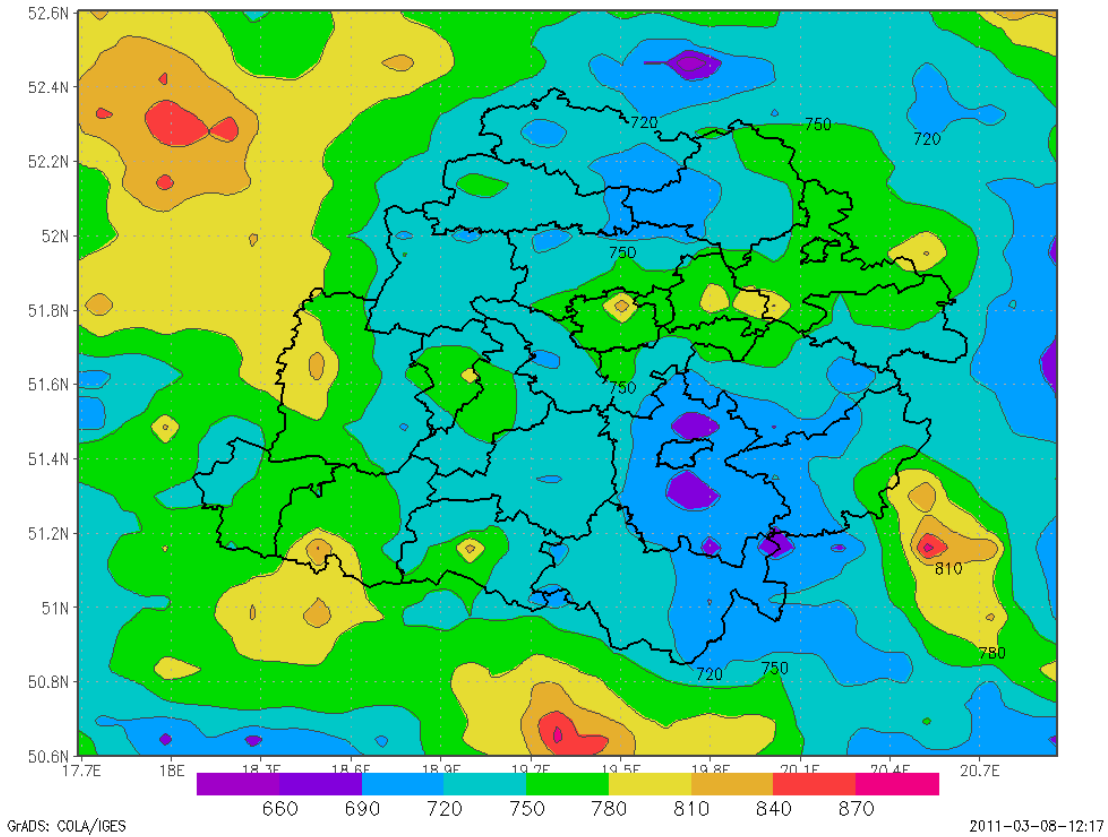 52.6N
52.4N
720
750
720
52.2N
52N
750
51.8N
750
51.6N
51.4N
51.2N
810
51N
780
750
720
50.8N
50.6N
17.7E 18E 18.3E 18.6E 18.9E 19.2E 19.5E 19.8E 20.1E 20.4E 20.7E
660 690 720 750 780 810 840 870
GrADS: COLA/IGES 2011-03-08-12:17